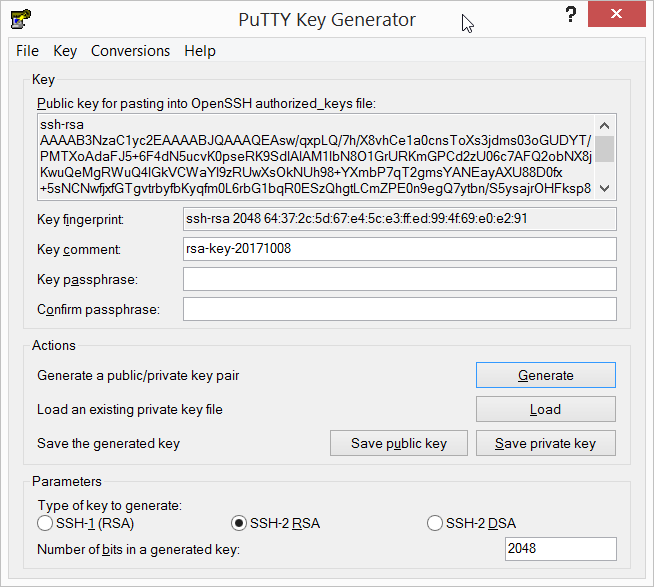 PuTTY Key Generator
? ×
File Key Conversions Help
Key
Public key for pasting into OpenSSH authorized_keys file:
ssh-rsa
AAAAB3NzaC1yc2EAAAABJQAAAQEAsw/qxpLQ/7h/X8vhCe1a0cnsToXs3jdms03oGUDYT/
PMTXoAdaFJ5+6F4dN5ucvK0pseRK9SdlAlAM1lbN8O1GrURKmGPCd2zU06c7AFQ2obNX8j
KwuQeMgRWuQ4lGkVCWaYl9zRUwXsOkNUh98+YXmbP7qT2gmsYANEayAXU88D0fx
+5sNCNwfjxfGTgvtrbyfbKyqfm0L6rbG1bqR0ESzQhgtLCmZPE0n9egQ7ytbn/S5ysajrOHFksp8
Key fingerprint: ssh-rsa 2048 64:37:2c:5d:67:e4:5c:e3:ff:ed:99:4f:69:e0:e2:91
Key comment: rsa-key-20171008
Key passphrase:
Confirm passphrase:
Actions
Generate a public/private key pair Generate
Load an existing private key file Load
Save the generated key Save public key Save private key
Parameters
Type of key to generate:
SSH-1 (RSA) SSH-2 RSA SSH-2 DSA
Number of bits in a generated key: 2048